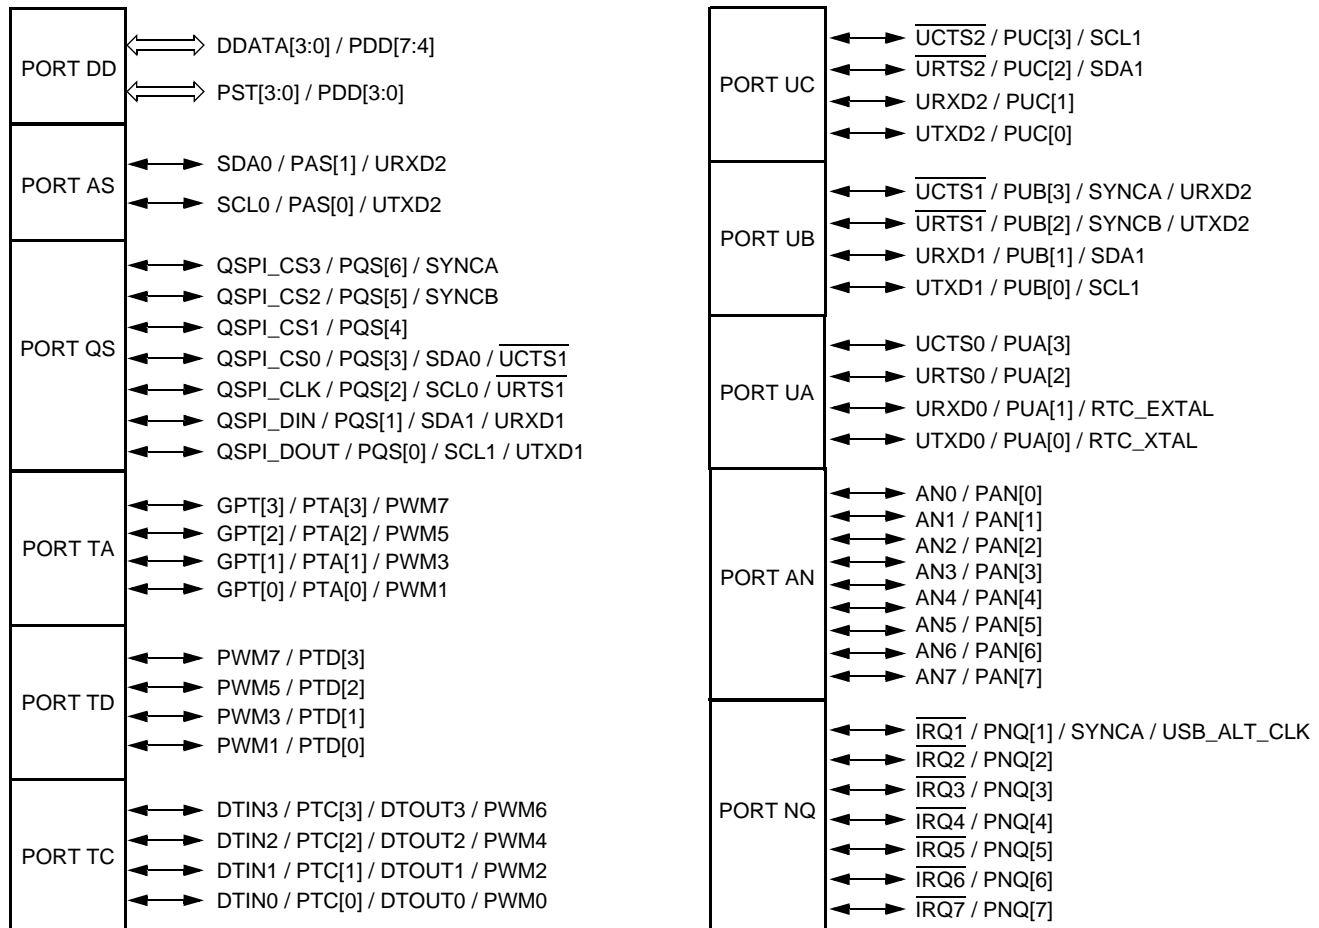 PORT DD
DDATA[3:0] / PDD[7:4]
PST[3:0] / PDD[3:0]
PORT AS
SDA0 / PAS[1] / URXD2
SCL0 / PAS[0] / UTXD2
PORT QS
QSPI_CS3 / PQS[6] / SYNCA
QSPI_CS2 / PQS[5] / SYNCB
QSPI_CS1 / PQS[4]
QSPI_CS0 / PQS[3] / SDA0 / UCTS1
QSPI_CLK / PQS[2] / SCL0 / URTS1
QSPI_DIN / PQS[1] / SDA1 / URXD1
QSPI_DOUT / PQS[0] / SCL1 / UTXD1
PORT TA
GPT[3] / PTA[3] / PWM7
GPT[2] / PTA[2] / PWM5
GPT[1] / PTA[1] / PWM3
GPT[0] / PTA[0] / PWM1
PORT TD
PWM7 / PTD[3]
PWM5 / PTD[2]
PWM3 / PTD[1]
PWM1 / PTD[0]
PORT TC
DTIN3 / PTC[3] / DTOUT3 / PWM6
DTIN2 / PTC[2] / DTOUT2 / PWM4
DTIN1 / PTC[1] / DTOUT1 / PWM2
DTIN0 / PTC[0] / DTOUT0 / PWM0
PORT UC
UCTS2 / PUC[3] / SCL1
URTS2 / PUC[2] / SDA1
URXD2 / PUC[1]
UTXD2 / PUC[0]
PORT UB
UCTS1 / PUB[3] / SYNCA / URXD2
URTS1 / PUB[2] / SYNCB / UTXD2
URXD1 / PUB[1] / SDA1
UTXD1 / PUB[0] / SCL1
PORT UA
UCTS0 / PUA[3]
URTS0 / PUA[2]
URXD0 / PUA[1] / RTC_EXTAL
UTXD0 / PUA[0] / RTC_XTAL
PORT AN
AN0 / PAN[0]
AN1 / PAN[1]
AN2 / PAN[2]
AN3 / PAN[3]
AN4 / PAN[4]
AN5 / PAN[5]
AN6 / PAN[6]
AN7 / PAN[7]
PORT NQ
IRQ1 / PNQ[1] / SYNCA / USB_ALT_CLK
IRQ2 / PNQ[2]
IRQ3 / PNQ[3]
IRQ4 / PNQ[4]
IRQ5 / PNQ[5]
IRQ6 / PNQ[6]
IRQ7 / PNQ[7]